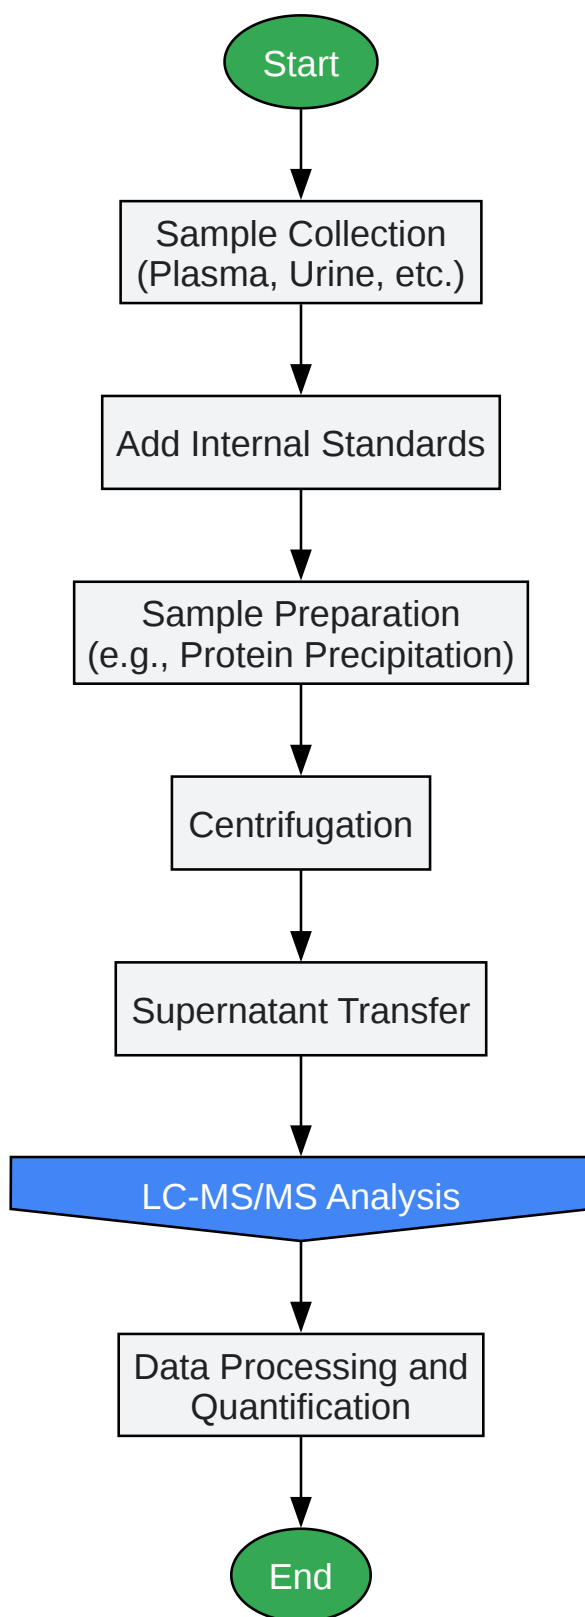 Start
Sample Collection
(Plasma, Urine, etc.)
Add Internal Standards
Sample Preparation
(e.g., Protein Precipitation)
Centrifugation
Supernatant Transfer
LC-MS/MS Analysis
Data Processing and
Quantification
End